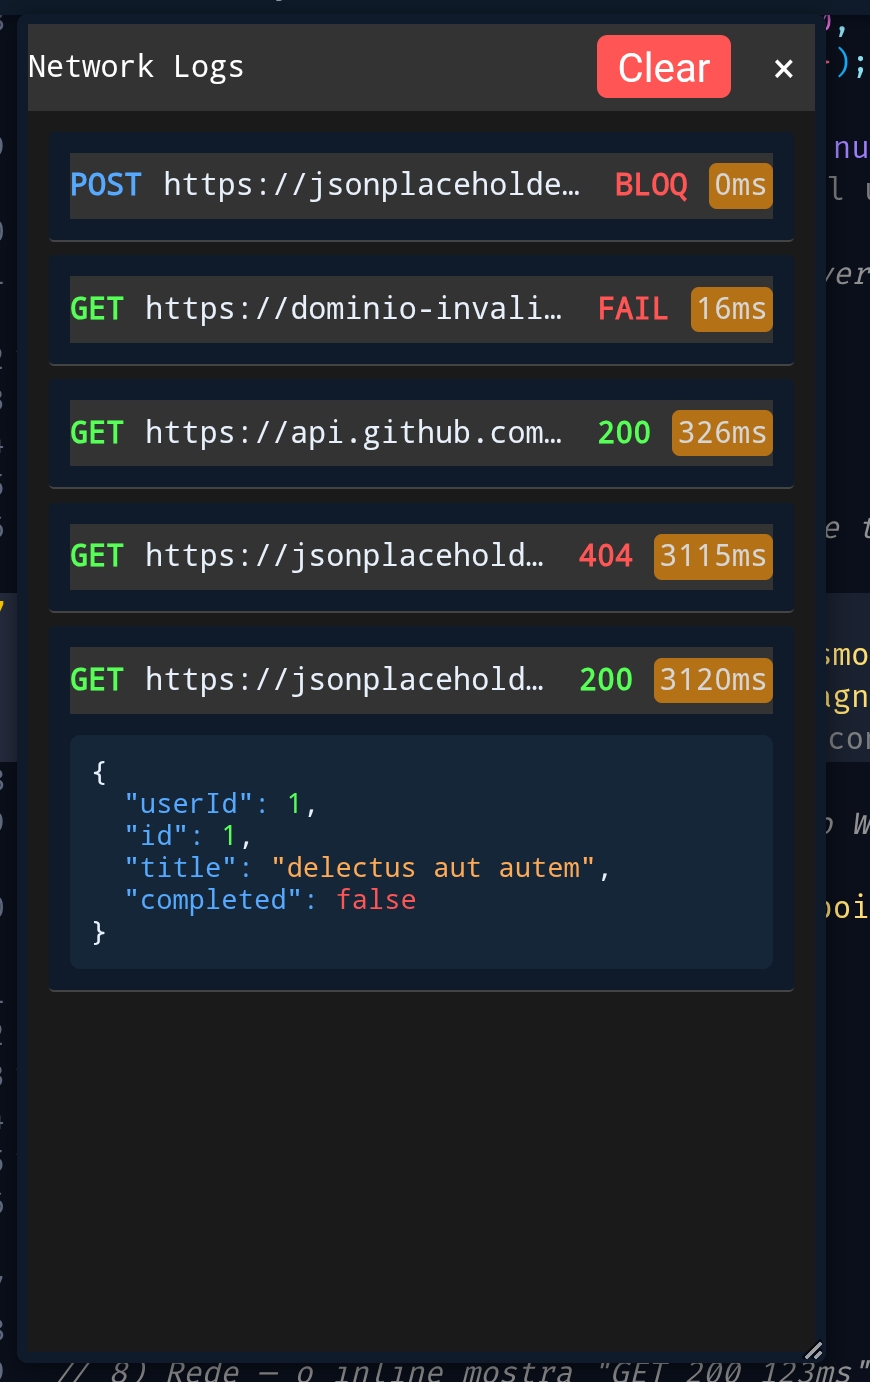 Network Logs Clear ×
POST https://jsonplaceholde… BLOQ 0ms
GET https://dominio-invali… FAIL 16ms
GET https://api.github.com… 200 326ms
GET https://jsonplacehold… 404 3115ms
GET https://jsonplacehold… 200 3120ms
{
"userId": 1,
"id": 1,
"title": "delectus aut autem",
"completed": false
}
// 8) Rede — o inline mostra "GET 200 123ms"